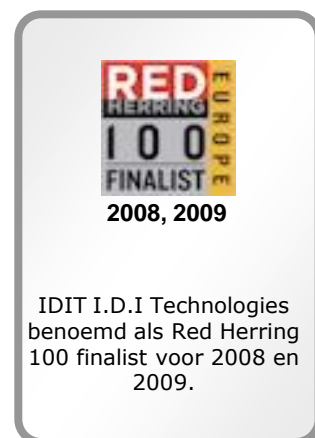 RED
HERRING
EUROPE
100
FINALIST
2008, 2009
IDIT I.D.I Technologies
benoemd als Red Herring
100 finalist voor 2008 en
2009.